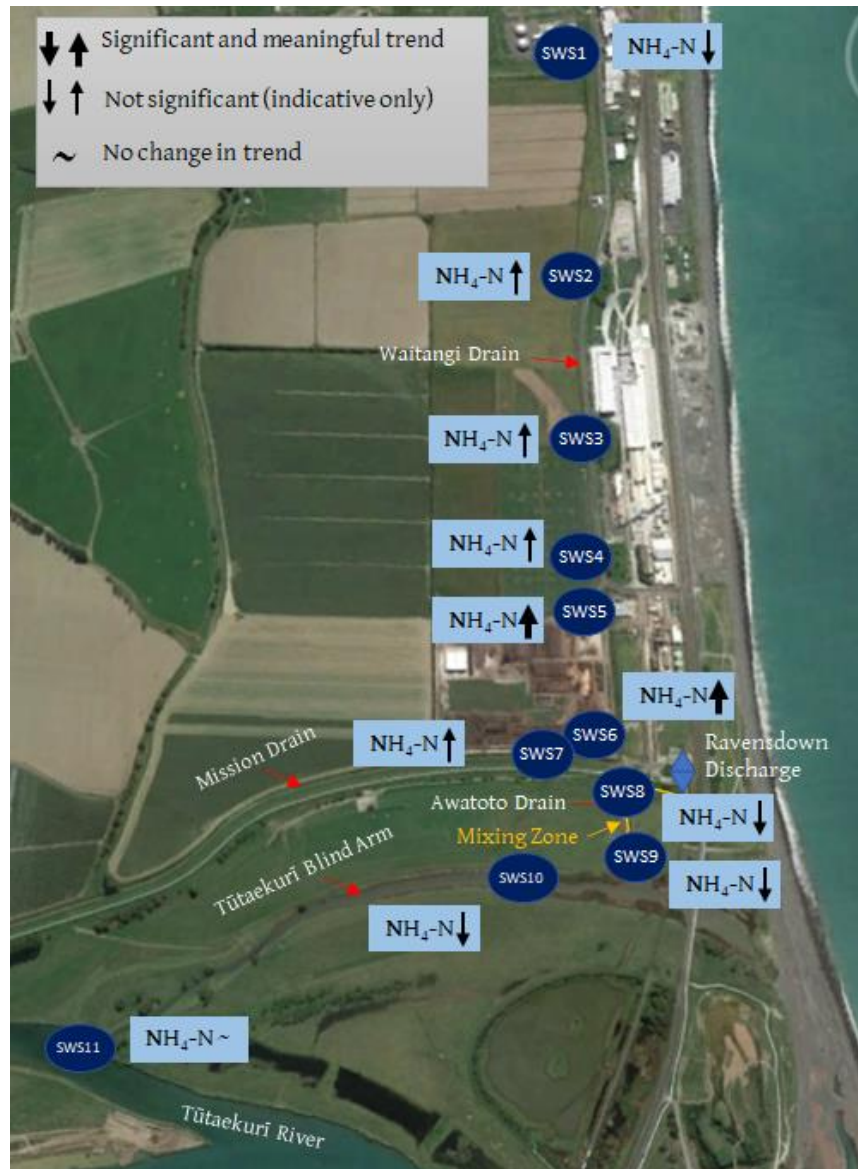 Significant and meaningful trend
Not significant (indicative only)
~ No change in trend
SWS1
NH₄-N ↓
NH₄-N ↑
SWS2
Waitangi Drain
NH₄-N ↑
SWS3
NH₄-N ↑
SWS4
NH₄-N ↑
SWS5
NH₄-N ↑
SWS6
NH₄-N ↑
SWS7
Mission Drain
Ravensdown
Discharge
SWS8
Awatoto Drain
NH₄-N ↓
Mixing Zone
SWS9
NH₄-N ↓
Tūtaekurī Blind Arm
SWS10
NH₄-N ↓
SWS11
NH₄-N ~
Tūtaekurī River